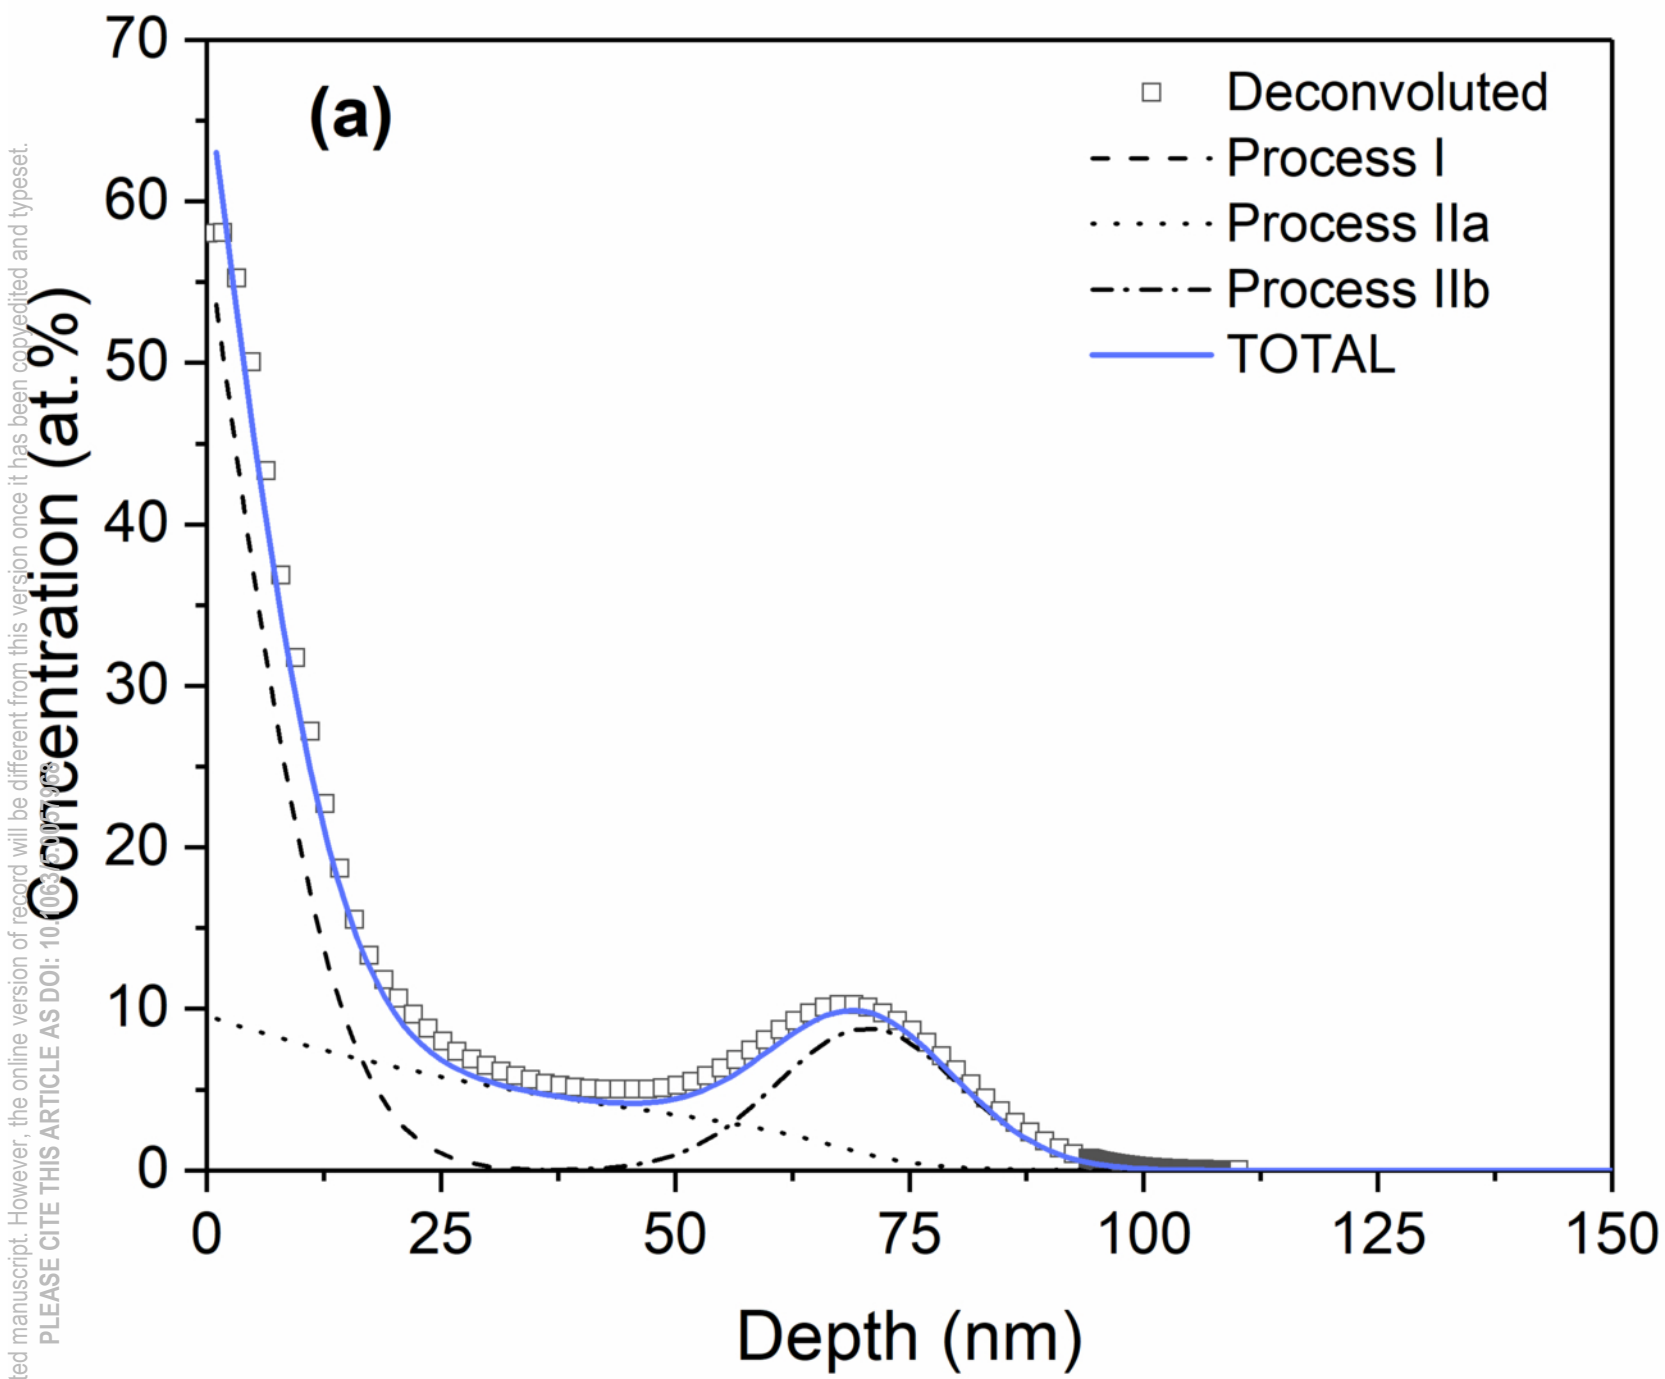 (a)
Deconvoluted
Process I
Process IIa
Process IIb
TOTAL
70
60
50
40
30
20
10
0
Concentration (at.%)
0 25 50 75 100 125 150
Depth (nm)
ted manuscript. However, the online version of record will be different from this version once it has been copyedited and typeset.
PLEASE CITE THIS ARTICLE AS DOI: 10.1063/5.0057968